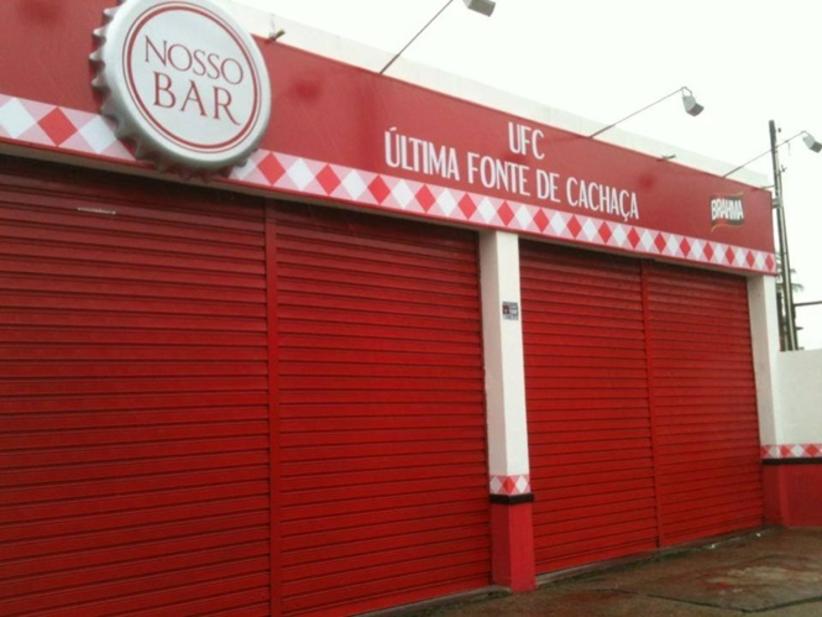 NOSSO
BAR
UFC
ÚLTIMA FONTE DE CACHAÇA
BRAHMA